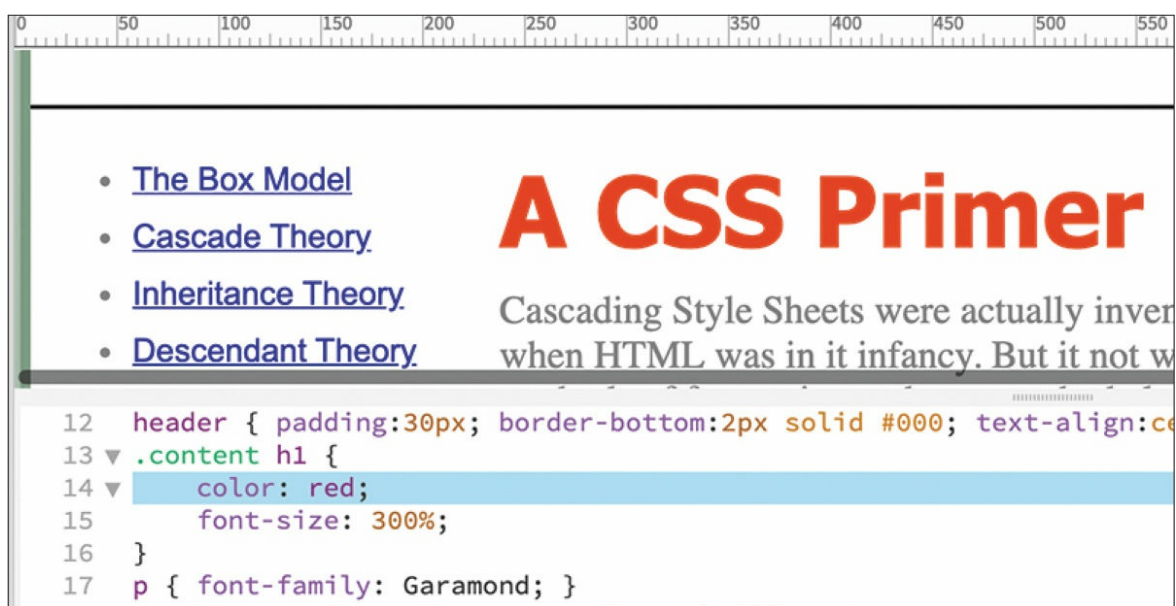 0 50 100 150 200 250 300 350 400 450 500 550
The Box Model
Cascade Theory
Inheritance Theory
Descendant Theory
A CSS Primer
Cascading Style Sheets were actually inver
when HTML was in it infancy. But it not w
12 header { padding:30px; border-bottom:2px solid #000; text-align:ce
13 ▼ .content h1 {
14 ▼ color: red;
15 font-size: 300%;
16 }
17 p { font-family: Garamond; }